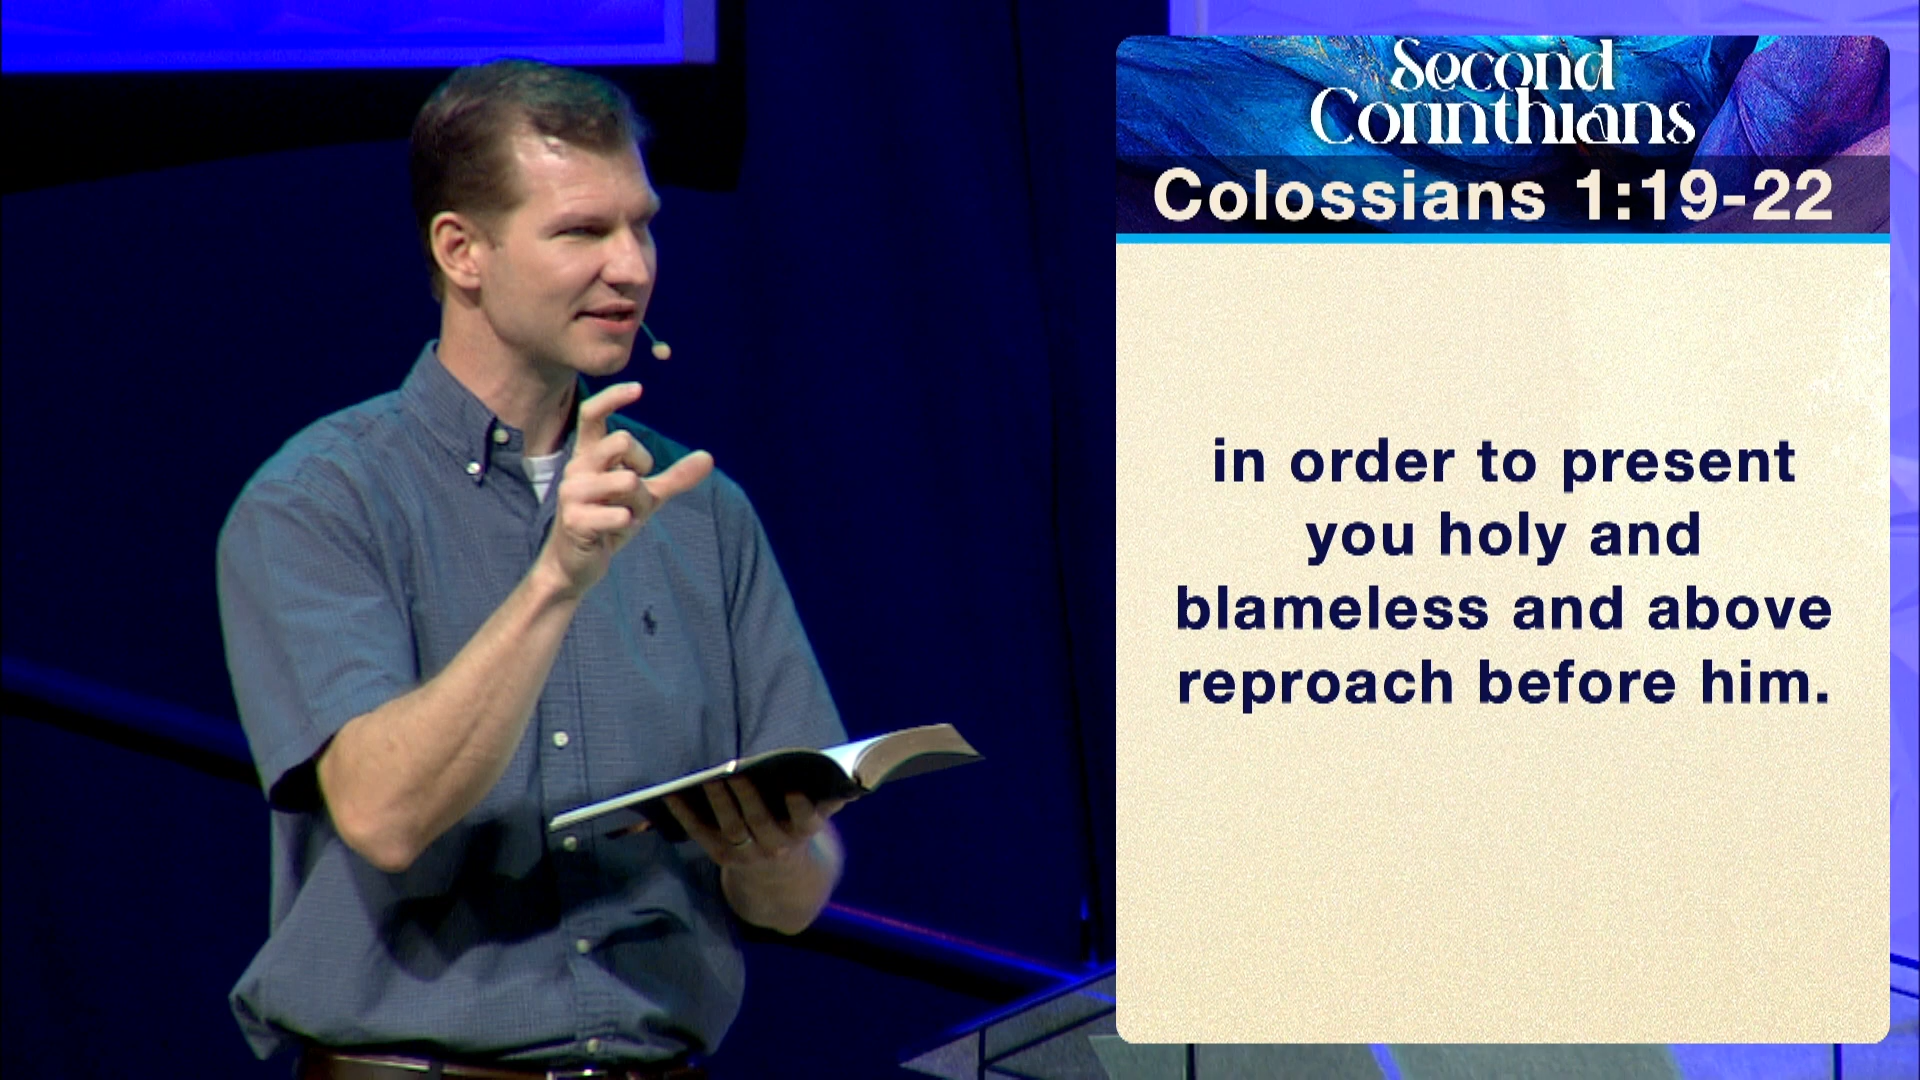 Second
Corinthians
Colossians 1:19-22
in order to present
you holy and
blameless and above
reproach before him.